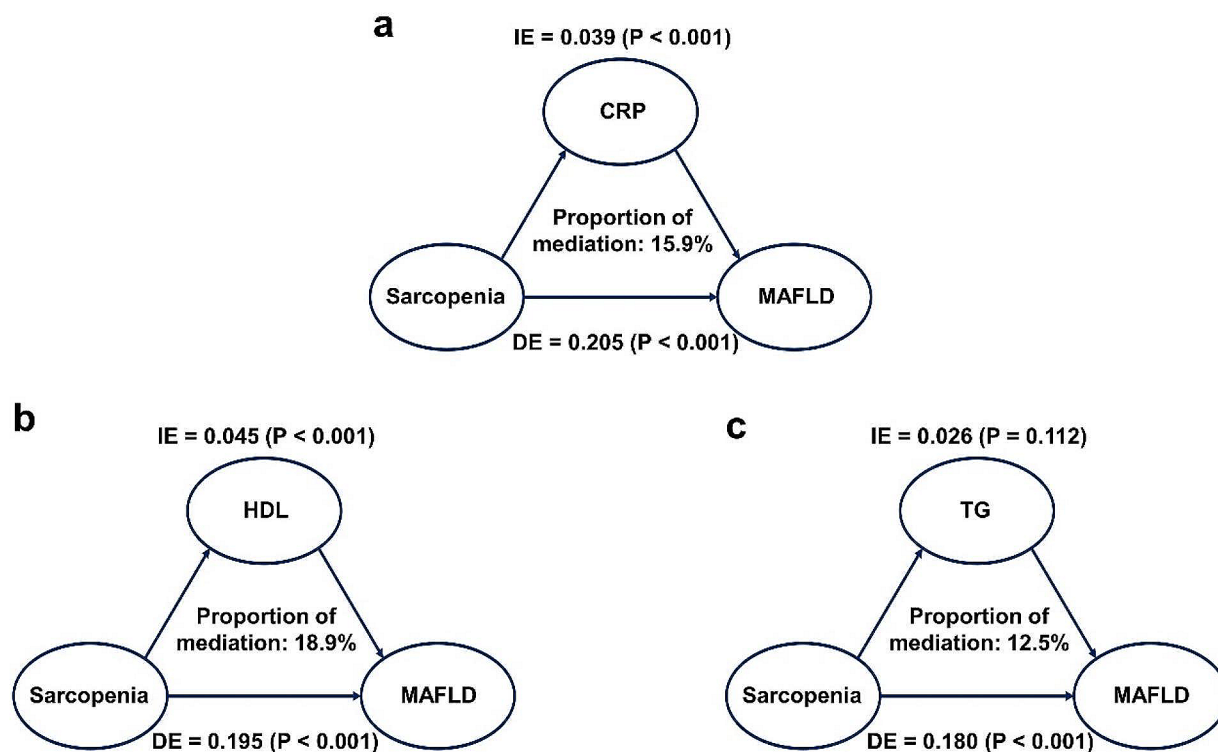 a
IE = 0.039 (P < 0.001)
CRP
Proportion of
mediation: 15.9%
Sarcopenia
MAFLD
DE = 0.205 (P < 0.001)
b
IE = 0.045 (P < 0.001)
HDL
Proportion of
mediation: 18.9%
Sarcopenia
MAFLD
DE = 0.195 (P < 0.001)
c
IE = 0.026 (P = 0.112)
TG
Proportion of
mediation: 12.5%
Sarcopenia
MAFLD
DE = 0.180 (P < 0.001)